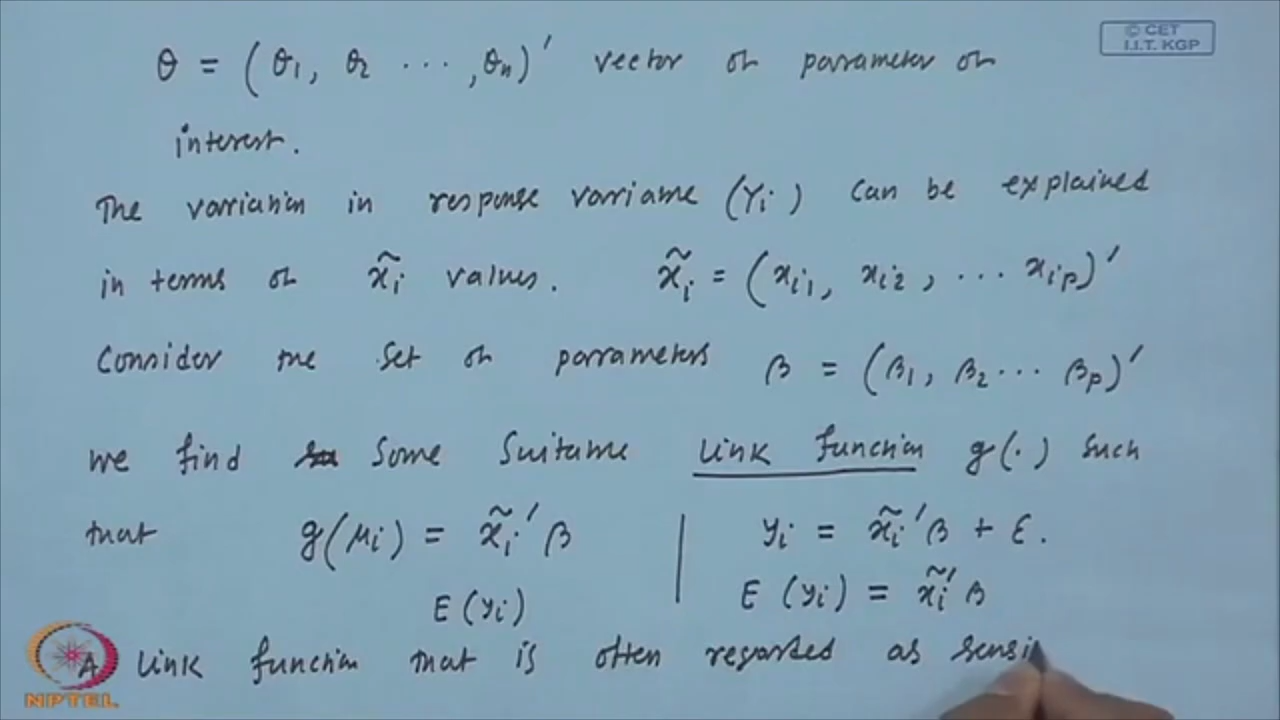 © CET
I.I.T. KGP
θ = (θ1, θ2 ··· , θn)′ vector of parameter of
interest.
The variation in response variable (Yi) can be explained
in terms of x̃i values. x̃i = (xi1, xi2, ··· xip)′
Consider the set of parameters β = (β1, β2 ··· βp)′
we find some suitable link function g(·) such
that g(μi) = x̃i′β | yi = x̃i′β + ε.
E(yi) E(yi) = x̃i′β
A link function that is often regarded as sensi
NPTEL